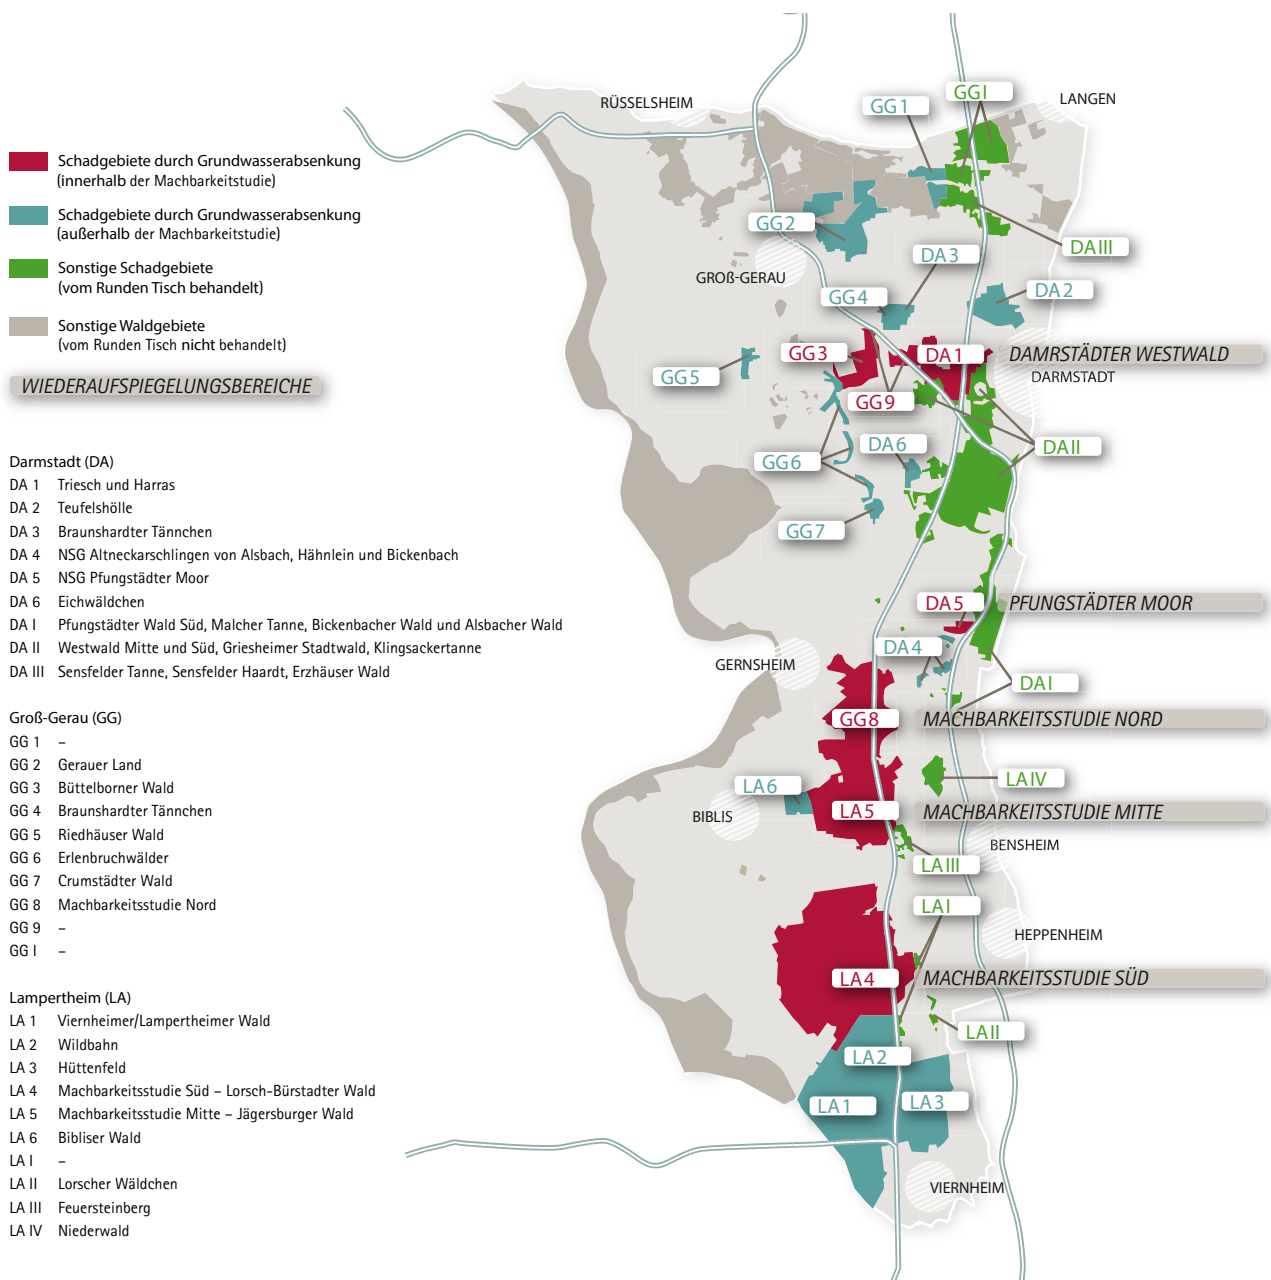 Schadgebiete durch Grundwasserabsenkung
(innerhalb der Machbarkeitstudie)
Schadgebiete durch Grundwasserabsenkung
(außerhalb der Machbarkeitstudie)
Sonstige Schadgebiete
(vom Runden Tisch behandelt)
Sonstige Waldgebiete
(vom Runden Tisch nicht behandelt)
WIEDERAUFSPIEGELUNGSBEREICHE
Darmstadt (DA)
DA 1 Triesch und Harras
DA 2 Teufelshölle
DA 3 Braunshardter Tännchen
DA 4 NSG Altneckarschlingen von Alsbach, Hähnlein und Bickenbach
DA 5 NSG Pfungstädter Moor
DA 6 Eichwäldchen
DA I Pfungstädter Wald Süd, Malcher Tanne, Bickenbacher Wald und Alsbacher Wald
DA II Westwald Mitte und Süd, Griesheimer Stadtwald, Klingsackertanne
DA III Sensfelder Tanne, Sensfelder Haardt, Erzhäuser Wald
Groß-Gerau (GG)
GG 1 –
GG 2 Gerauer Land
GG 3 Büttelborner Wald
GG 4 Braunshardter Tännchen
GG 5 Riedhäuser Wald
GG 6 Erlenbruchwälder
GG 7 Crumstädter Wald
GG 8 Machbarkeitsstudie Nord
GG 9 –
GG I –
Lampertheim (LA)
LA 1 Viernheimer/Lampertheimer Wald
LA 2 Wildbahn
LA 3 Hüttenfeld
LA 4 Machbarkeitsstudie Süd – Lorsch-Bürstadter Wald
LA 5 Machbarkeitsstudie Mitte – Jägersburger Wald
LA 6 Bibliser Wald
LA I –
LA II Lorscher Wäldchen
LA III Feuersteinberg
LA IV Niederwald
RÜSSELSHEIM
GG 1
GG I
LANGEN
GG 2
DA III
DA 3
GROß-GERAU
GG 4
DA 2
GG 3
DA 1
DAMRSTÄDTER WESTWALD
GG 5
DARMSTADT
GG 9
DA 6
DA II
GG 6
GG 7
DA 5
PFUNGSTÄDTER MOOR
DA 4
GERNSHEIM
DA I
GG 8
MACHBARKEITSSTUDIE NORD
LA IV
LA 6
BIBLIS
LA 5
MACHBARKEITSSTUDIE MITTE
BENSHEIM
LA III
LA I
HEPPENHEIM
LA 4
MACHBARKEITSSTUDIE SÜD
LA II
LA 2
LA 1
LA 3
VIERNHEIM